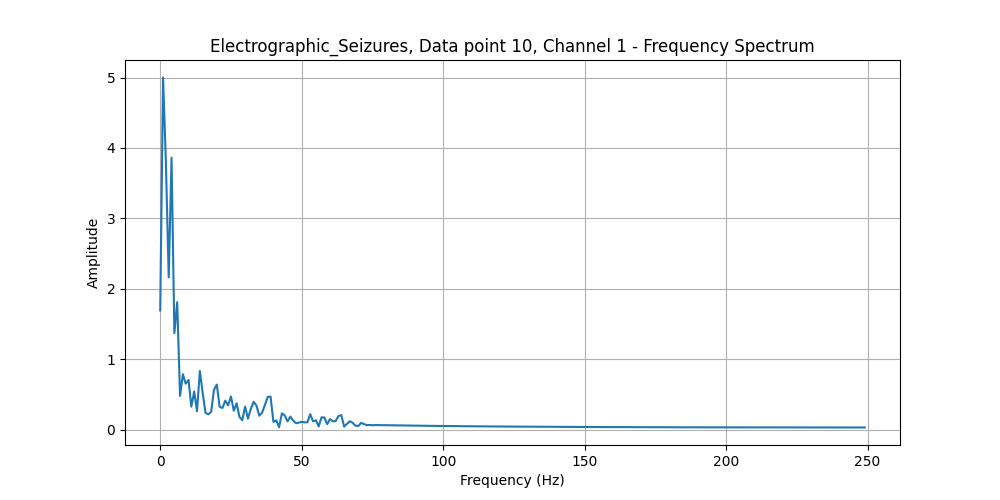 Electrographic_Seizures, Data point 10, Channel 1 - Frequency Spectrum
5
4
3
2
1
0
Amplitude
0 50 100 150 200 250
Frequency (Hz)